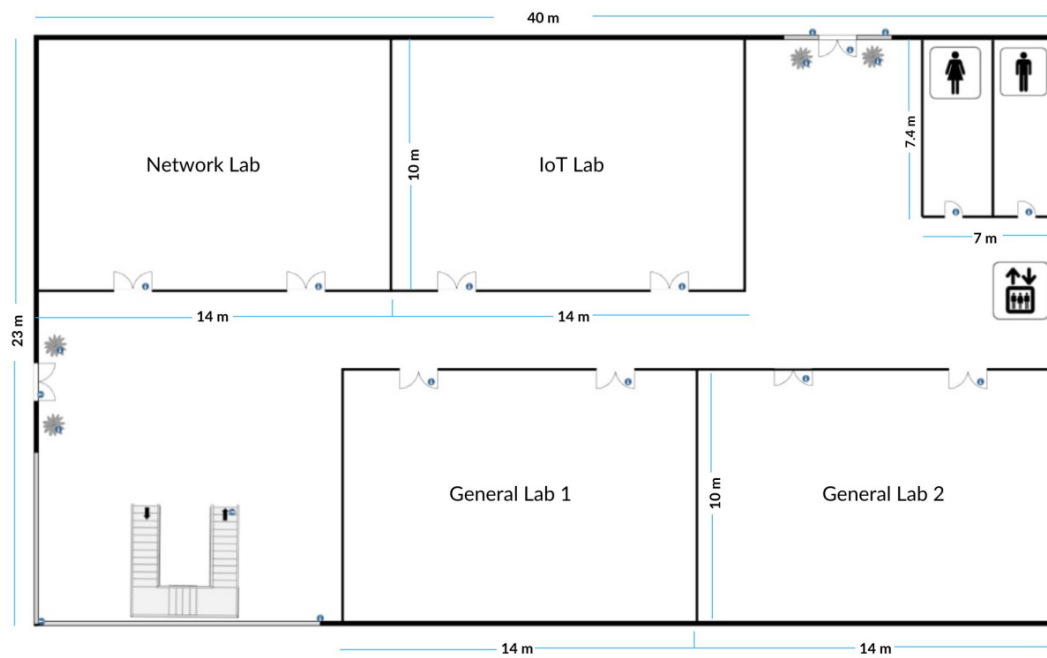 40 m
Network Lab
10 m
IoT Lab
7.4 m
7 m
14 m
14 m
23 m
General Lab 1
10 m
General Lab 2
14 m
14 m